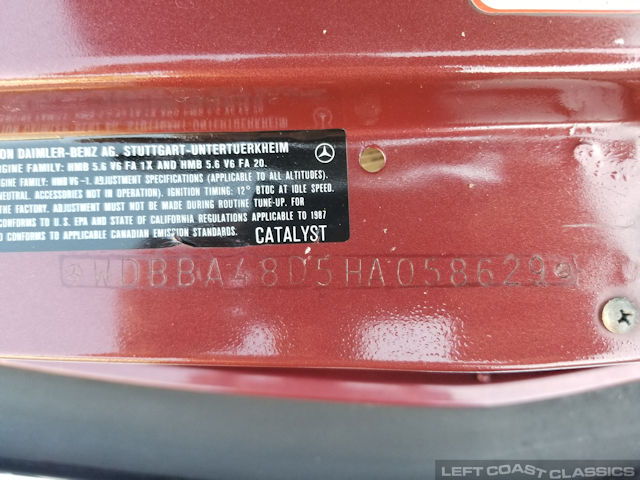 ON DAIMLER-BENZ AG. STUTTGART-UNTERTUERKHEIM
NGINE FAMILY: HMB 5.6 V6 FA 1X AND HMB 5.6 V6 FA 20.
GINE FAMILY: HMB V6-1. ADJUSTMENT SPECIFICATIONS (APPLICABLE TO ALL ALTITUDES).
NEUTRAL. ACCESSORIES NOT IN OPERATION). IGNITION TIMING: 12° BTDC AT IDLE SPEED.
THE FACTORY. ADJUSTMENT MUST NOT BE MADE DURING ROUTINE TUNE-UP. FOR
CONFORMS TO U.S. EPA AND STATE OF CALIFORNIA REGULATIONS APPLICABLE TO 1987
O CONFORMS TO APPLICABLE CANADIAN EMISSION STANDARDS.
CATALYST
WDBBA48D5HA058629
LEFT COAST CLASSICS